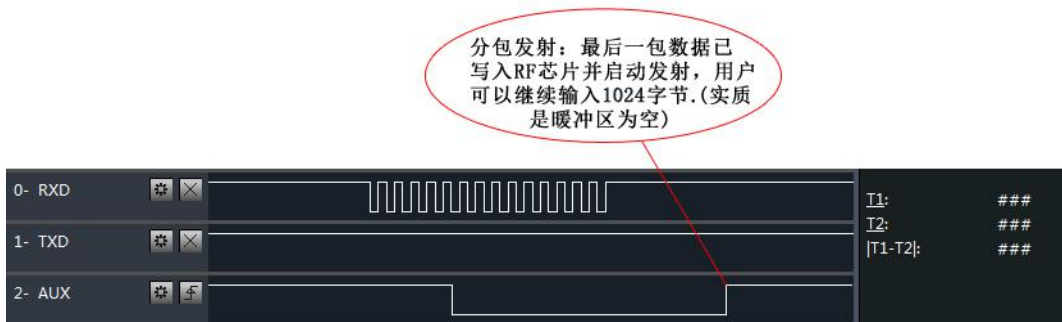 分包发射：最后一包数据已
写入RF芯片并启动发射，用户
可以继续输入1024字节.(实质
是暖冲区为空)
0- RXD
1- TXD
2- AUX
T1: ###
T2: ###
|T1-T2|: ###